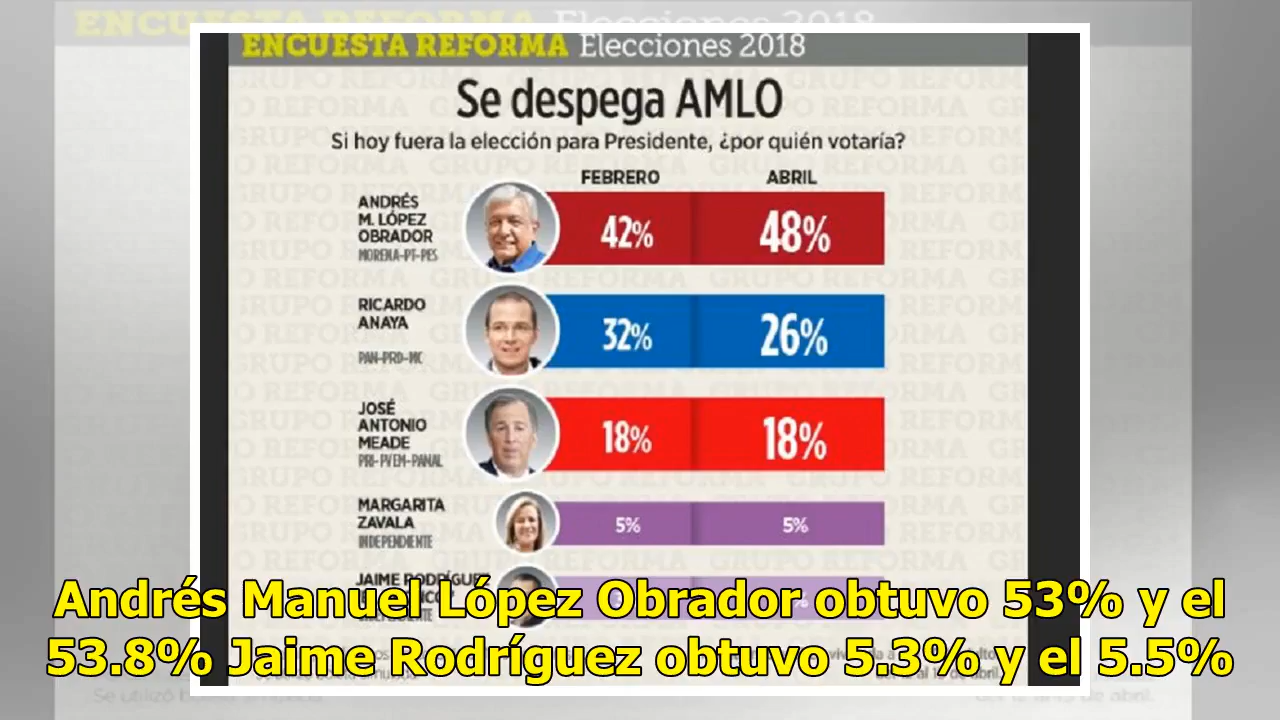 ENCUESTA REFORMA Elecciones 2018
Se despega AMLO
Si hoy fuera la elección para Presidente, ¿por quién votaría?
FEBRERO ABRIL
ANDRÉS
M. LÓPEZ
OBRADOR
MORENA-PT-PES
42% 48%
RICARDO
ANAYA
PAN-PRD-MC
32% 26%
JOSÉ
ANTONIO
MEADE
PRI-PVEM-PANAL
18% 18%
MARGARITA
ZAVALA
INDEPENDIENTE
5% 5%
JAIME RODRÍGUEZ
Andrés Manuel López Obrador obtuvo 53% y el
53.8% Jaime Rodríguez obtuvo 5.3% y el 5.5%